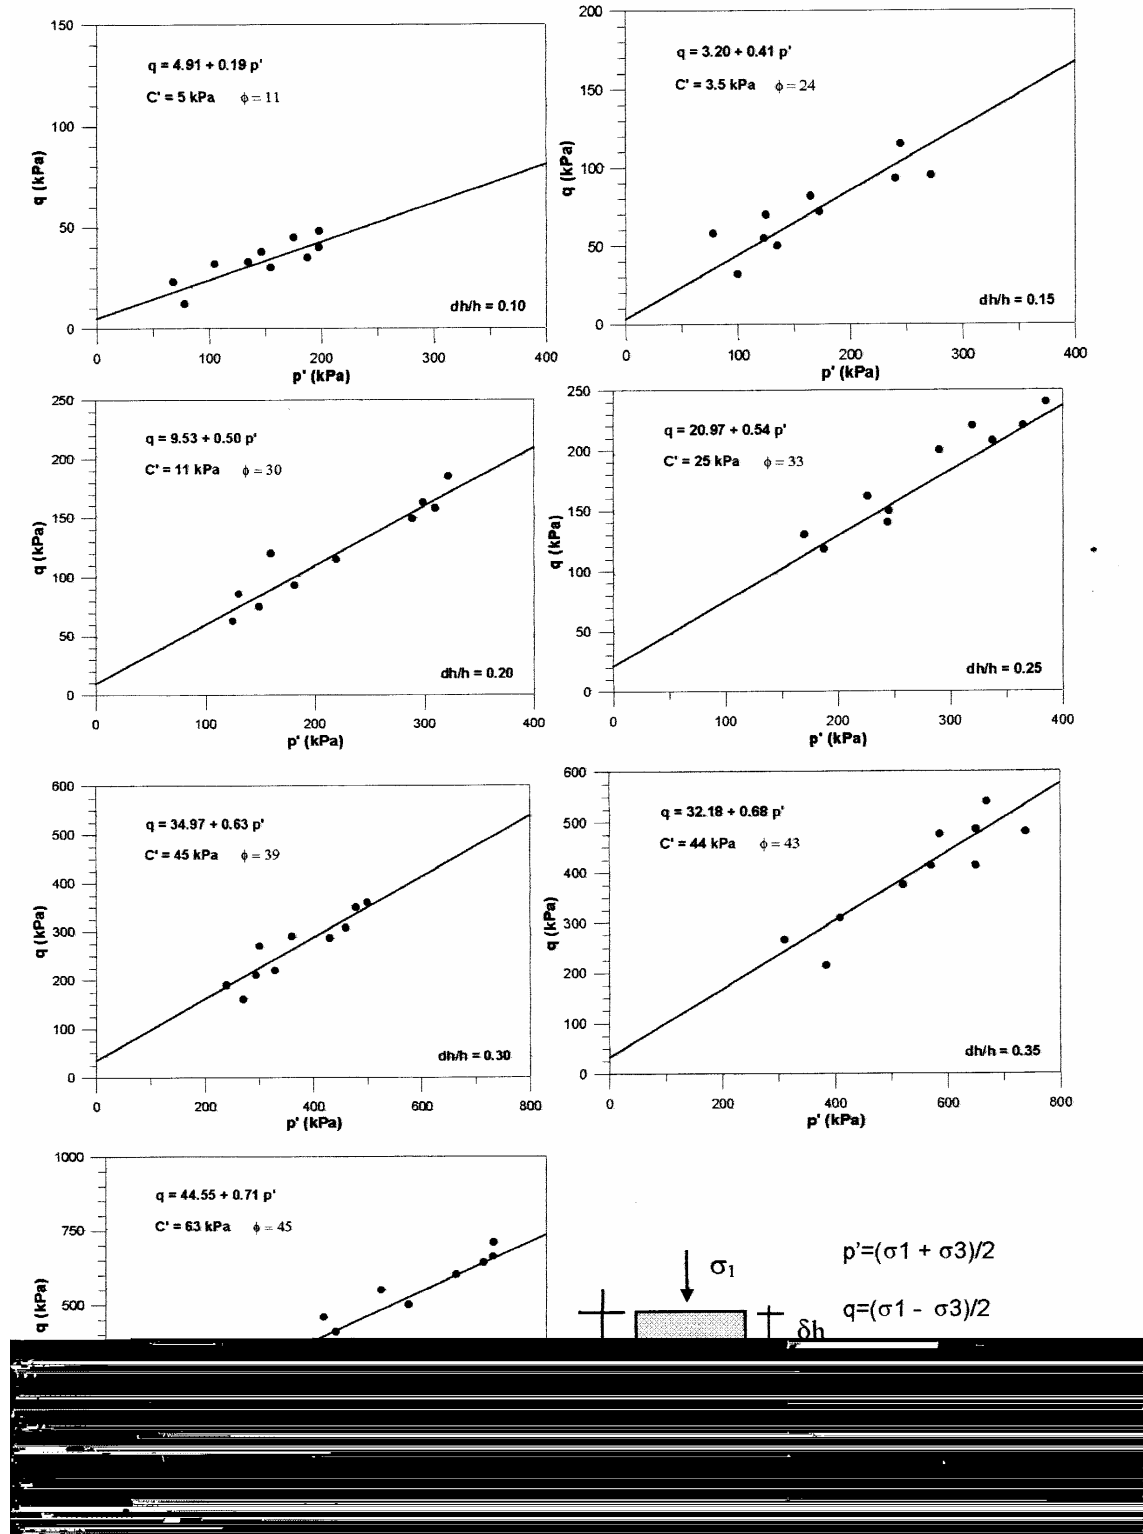 150
100
50
0
q (kPa)
q = 4.91 + 0.19 p'
C' = 5 kPa ϕ = 11
dh/h = 0.10
0 100 200 300 400
p' (kPa)
200
150
100
50
0
q (kPa)
q = 3.20 + 0.41 p'
C' = 3.5 kPa ϕ = 24
dh/h = 0.15
0 100 200 300 400
p' (kPa)
250
200
150
100
50
0
q (kPa)
q = 9.53 + 0.50 p'
C' = 11 kPa ϕ = 30
dh/h = 0.20
0 100 200 300 400
p' (kPa)
250
200
150
100
50
0
q (kPa)
q = 20.97 + 0.54 p'
C' = 25 kPa ϕ = 33
dh/h = 0.25
0 100 200 300 400
p' (kPa)
600
500
400
300
200
100
0
q (kPa)
q = 34.97 + 0.63 p'
C' = 45 kPa ϕ = 39
dh/h = 0.30
0 200 400 600 800
p' (kPa)
600
500
400
300
200
100
0
q (kPa)
q = 32.18 + 0.68 p'
C' = 44 kPa ϕ = 43
dh/h = 0.35
0 200 400 600 800
p' (kPa)
1000
750
500
q (kPa)
q = 44.55 + 0.71 p'
C' = 63 kPa ϕ = 45
σ1
δh
p'=(σ1 + σ3)/2
q=(σ1 - σ3)/2